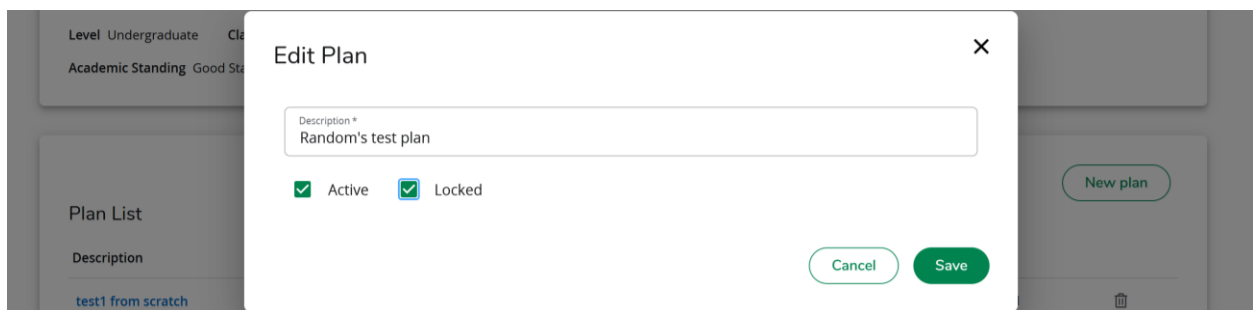 Level Undergraduate
Academic Standing Good
Edit Plan
Description *
Random's test plan
Active Locked
New plan
Plan List
Description
Cancel Save
test1 from scratch